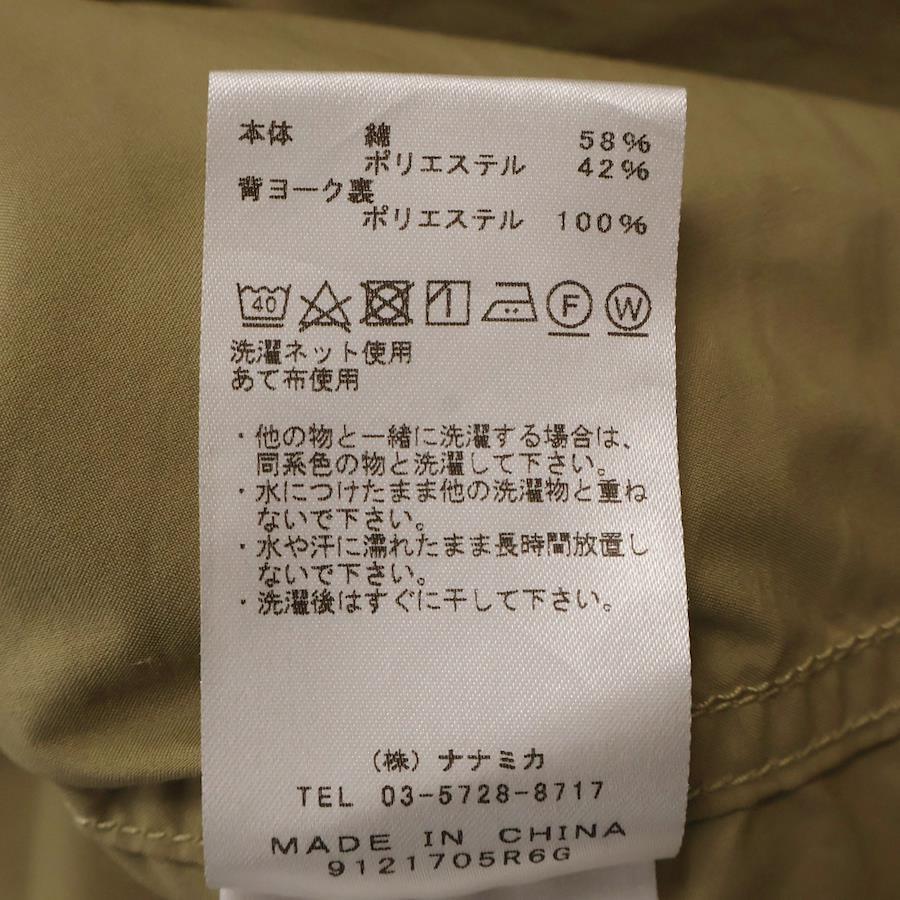 本体 綿 58%
ポリエステル 42%
背ヨーク裏
ポリエステル 100%
40 F W
洗濯ネット使用
あて布使用
・他の物と一緒に洗濯する場合は、
同系色の物と洗濯して下さい。
・水につけたまま他の洗濯物と重ね
ないで下さい。
・水や汗に濡れたまま長時間放置し
ないで下さい。
・洗濯後はすぐに干して下さい。
(株) ナナミカ
TEL 03-5728-8717
MADE IN CHINA
9121705R6G